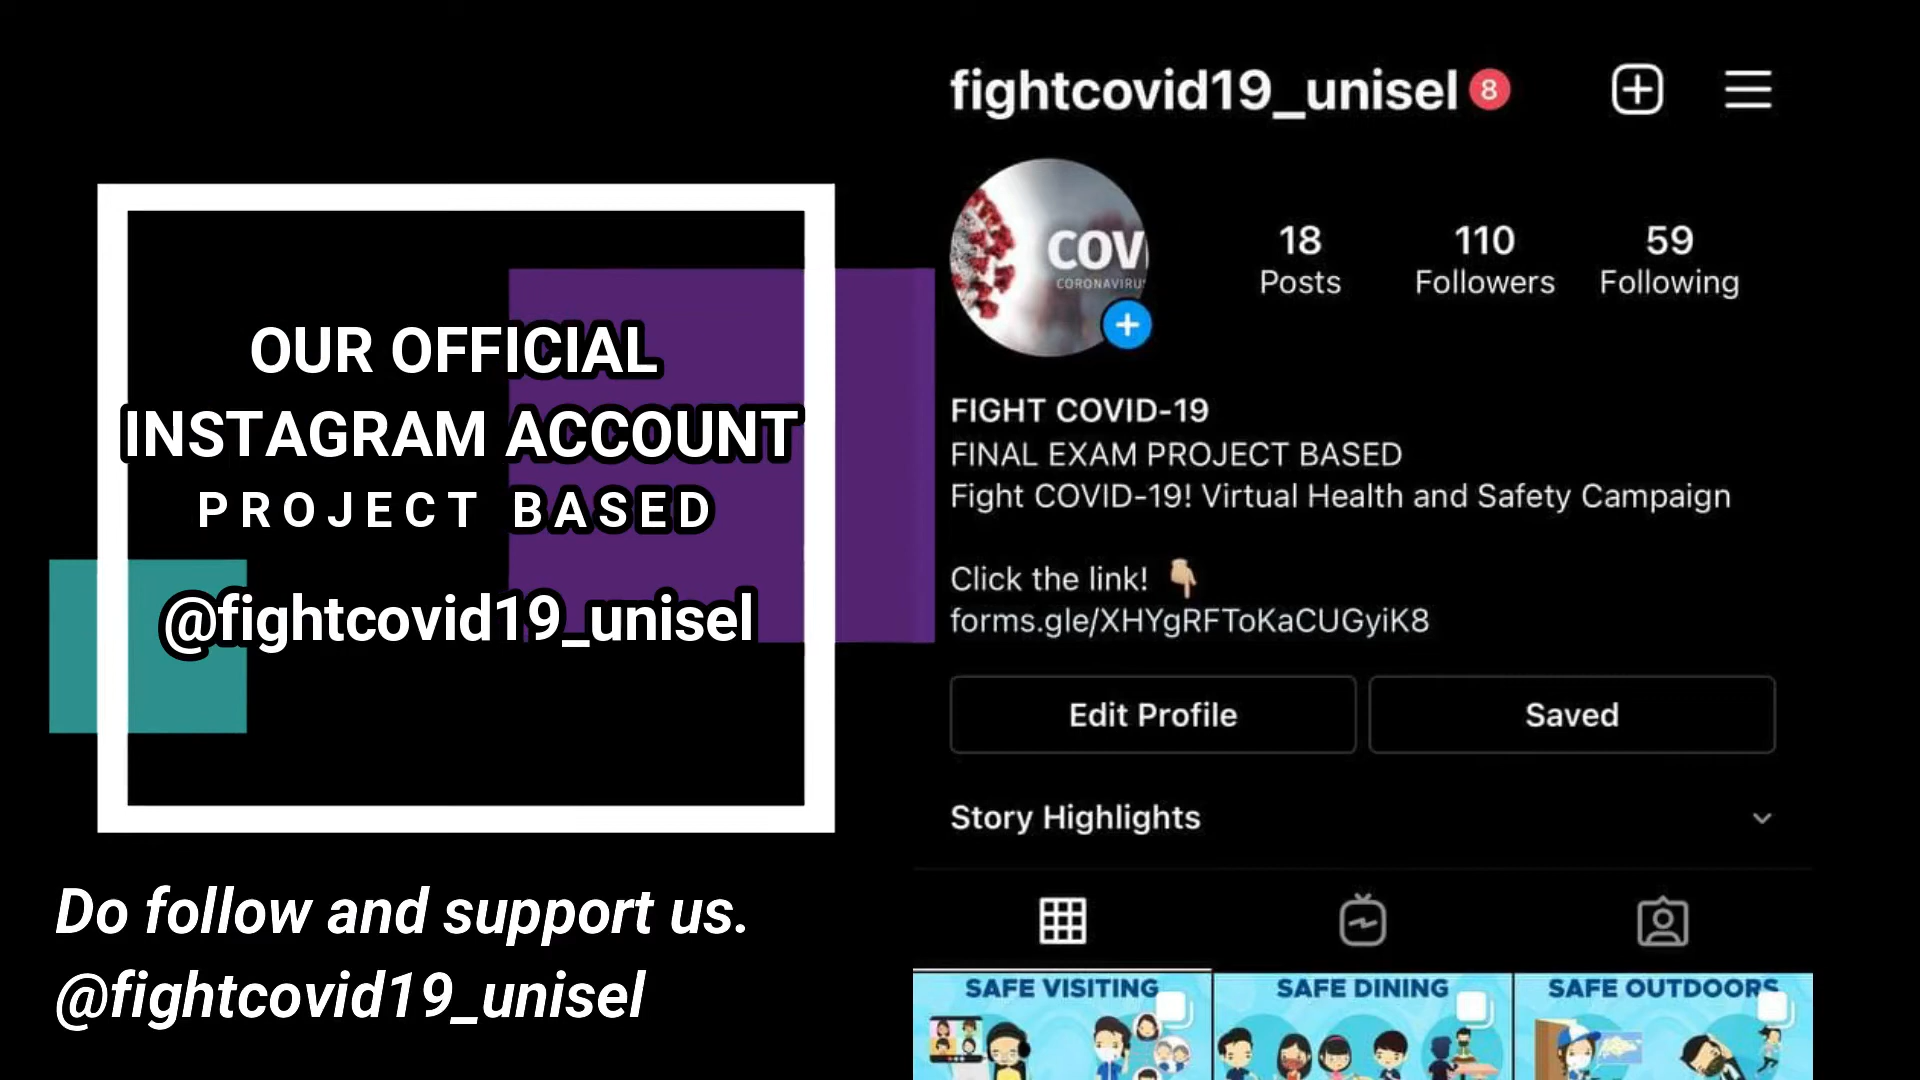 OUR OFFICIAL
INSTAGRAM ACCOUNT
PROJECT BASED
@fightcovid19_unisel
Do follow and support us.
@fightcovid19_unisel
fightcovid19_unisel 8
COV
CORONAVIRU
18
Posts
110
Followers
59
Following
FIGHT COVID-19
FINAL EXAM PROJECT BASED
Fight COVID-19! Virtual Health and Safety Campaign
Click the link!
forms.gle/XHYgRFToKaCUGyiK8
Edit Profile
Saved
Story Highlights
SAFE VISITING
SAFE DINING
SAFE OUTDOORS